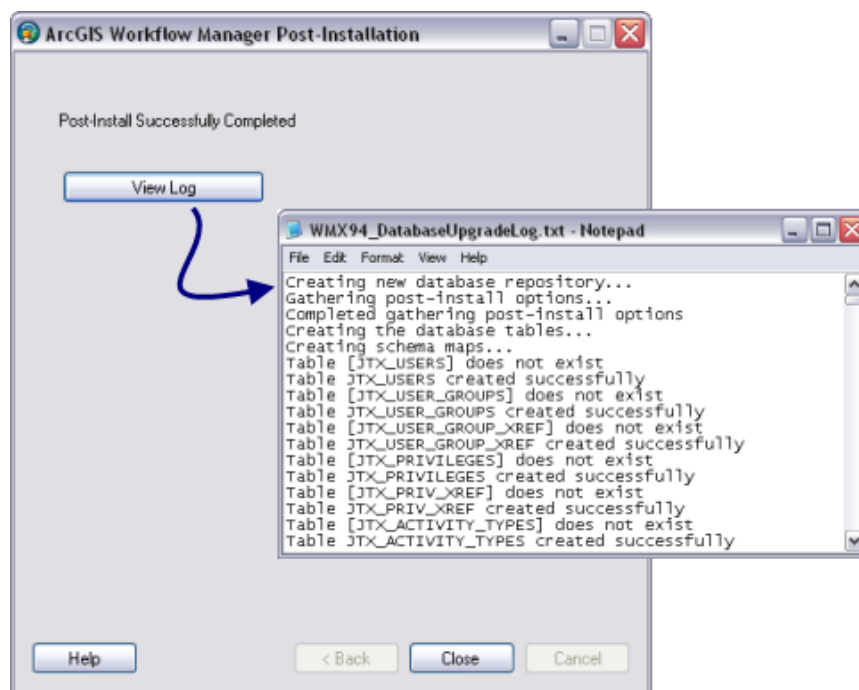 ArcGIS Workflow Manager Post-Installation
Post-Install Successfully Completed
View Log
WMX94_DatabaseUpgradeLog.txt - Notepad
File Edit Format View Help
Creating new database repository...
Gathering post-install options...
Completed gathering post-install options
Creating the database tables...
Creating schema maps...
Table [JTX_USERS] does not exist
Table JTX_USERS created successfully
Table [JTX_USER_GROUPS] does not exist
Table JTX_USER_GROUPS created successfully
Table [JTX_USER_GROUP_XREF] does not exist
Table JTX_USER_GROUP_XREF created successfully
Table [JTX_PRIVILEGES] does not exist
Table JTX_PRIVILEGES created successfully
Table [JTX_PRIV_XREF] does not exist
Table JTX_PRIV_XREF created successfully
Table [JTX_ACTIVITY_TYPES] does not exist
Table JTX_ACTIVITY_TYPES created successfully
Help < Back Close Cancel